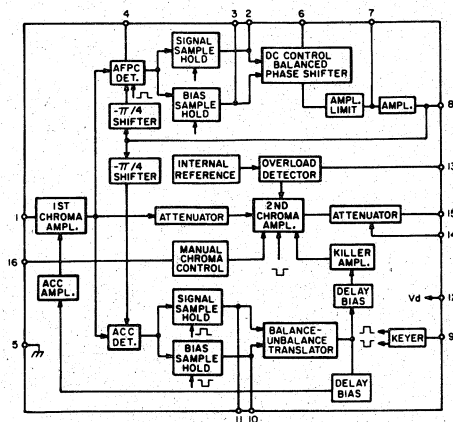 4
3
2
6
7
SIGNAL
SAMPLE
HOLD
AFPC
DET.
BIAS
SAMPLE
HOLD
DC CONTROL
BALANCED
PHASE SHIFTER
AMPL.
LIMIT
AMPL.
8
-π/4
SHIFTER
-π/4
SHIFTER
INTERNAL
REFERENCE
OVERLOAD
DETECTOR
13
1
1ST
CHROMA
AMPL.
ATTENUATOR
2ND
CHROMA
AMPL.
ATTENUATOR
15
14
16
MANUAL
CHROMA
CONTROL
KILLER
AMPL.
ACC
AMPL.
DELAY
BIAS
Vd
12
5
ACC
DET.
SIGNAL
SAMPLE
HOLD
BIAS
SAMPLE
HOLD
BALANCE-
UNBALANCE
TRANSLATOR
KEYER
9
DELAY
BIAS
11
10